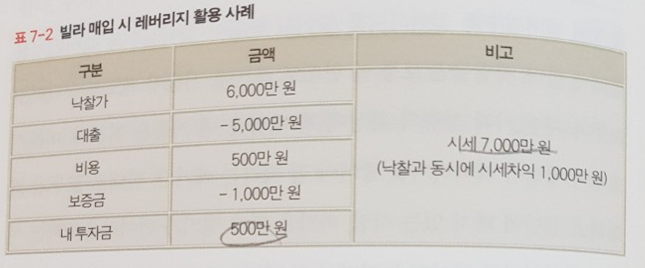 표 7-2 빌라 매입 시 레버리지 활용 사례
구분 금액 비고
낙찰가 6,000만 원
대출 -5,000만 원
비용 500만 원
보증금 -1,000만 원
내 투자금 500만 원
시세 7,000만 원
(낙찰과 동시에 시세차익 1,000만 원)